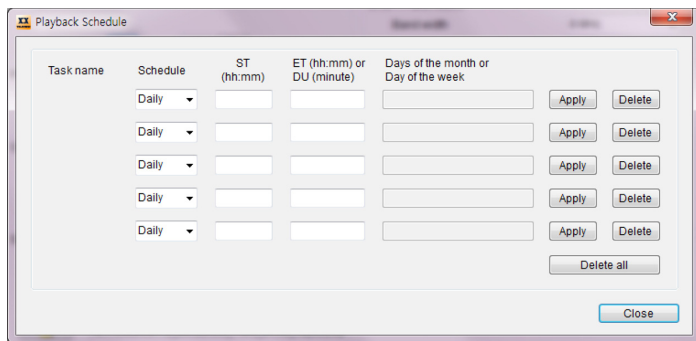 Playback Schedule
Task name Schedule ST (hh:mm) ET (hh:mm) or DU (minute) Days of the month or Day of the week
Daily Apply Delete
Daily Apply Delete
Daily Apply Delete
Daily Apply Delete
Daily Apply Delete
Delete all
Close